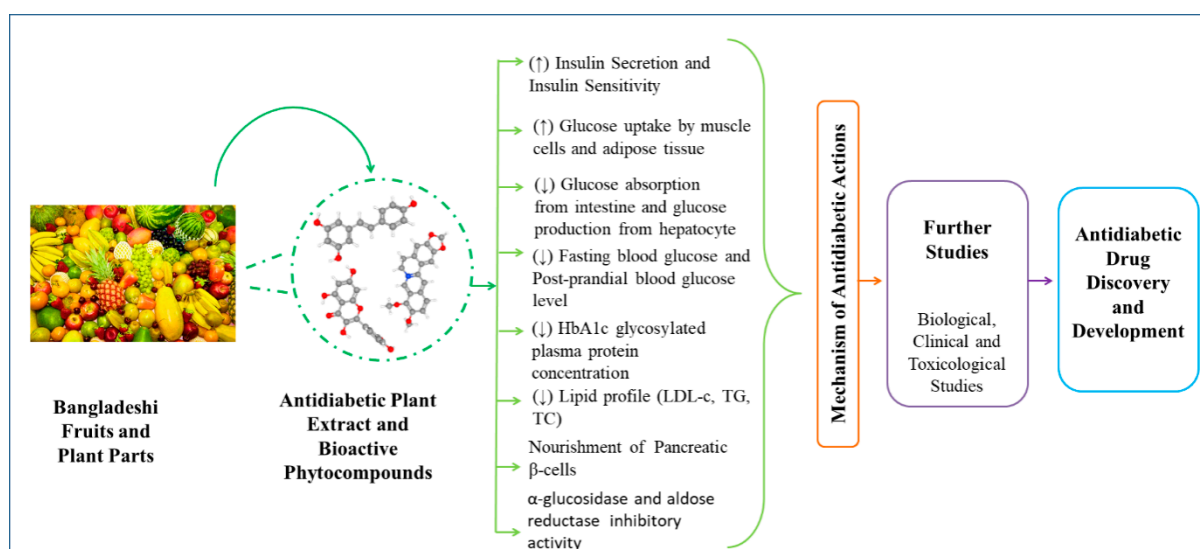 Bangladeshi
Fruits and
Plant Parts
Antidiabetic Plant
Extract and
Bioactive
Phytocompounds
(↑) Insulin Secretion and
Insulin Sensitivity
(↑) Glucose uptake by muscle
cells and adipose tissue
(↓) Glucose absorption
from intestine and glucose
production from hepatocyte
(↓) Fasting blood glucose and
Post-prandial blood glucose
level
(↓) HbA1c glycosylated
plasma protein
concentration
(↓) Lipid profile (LDL-c, TG,
TC)
Nourishment of Pancreatic
β-cells
α-glucosidase and aldose
reductase inhibitory
activity
Mechanism of Antidiabetic Actions
Further
Studies
Biological,
Clinical and
Toxicological
Studies
Antidiabetic
Drug
Discovery
and
Development